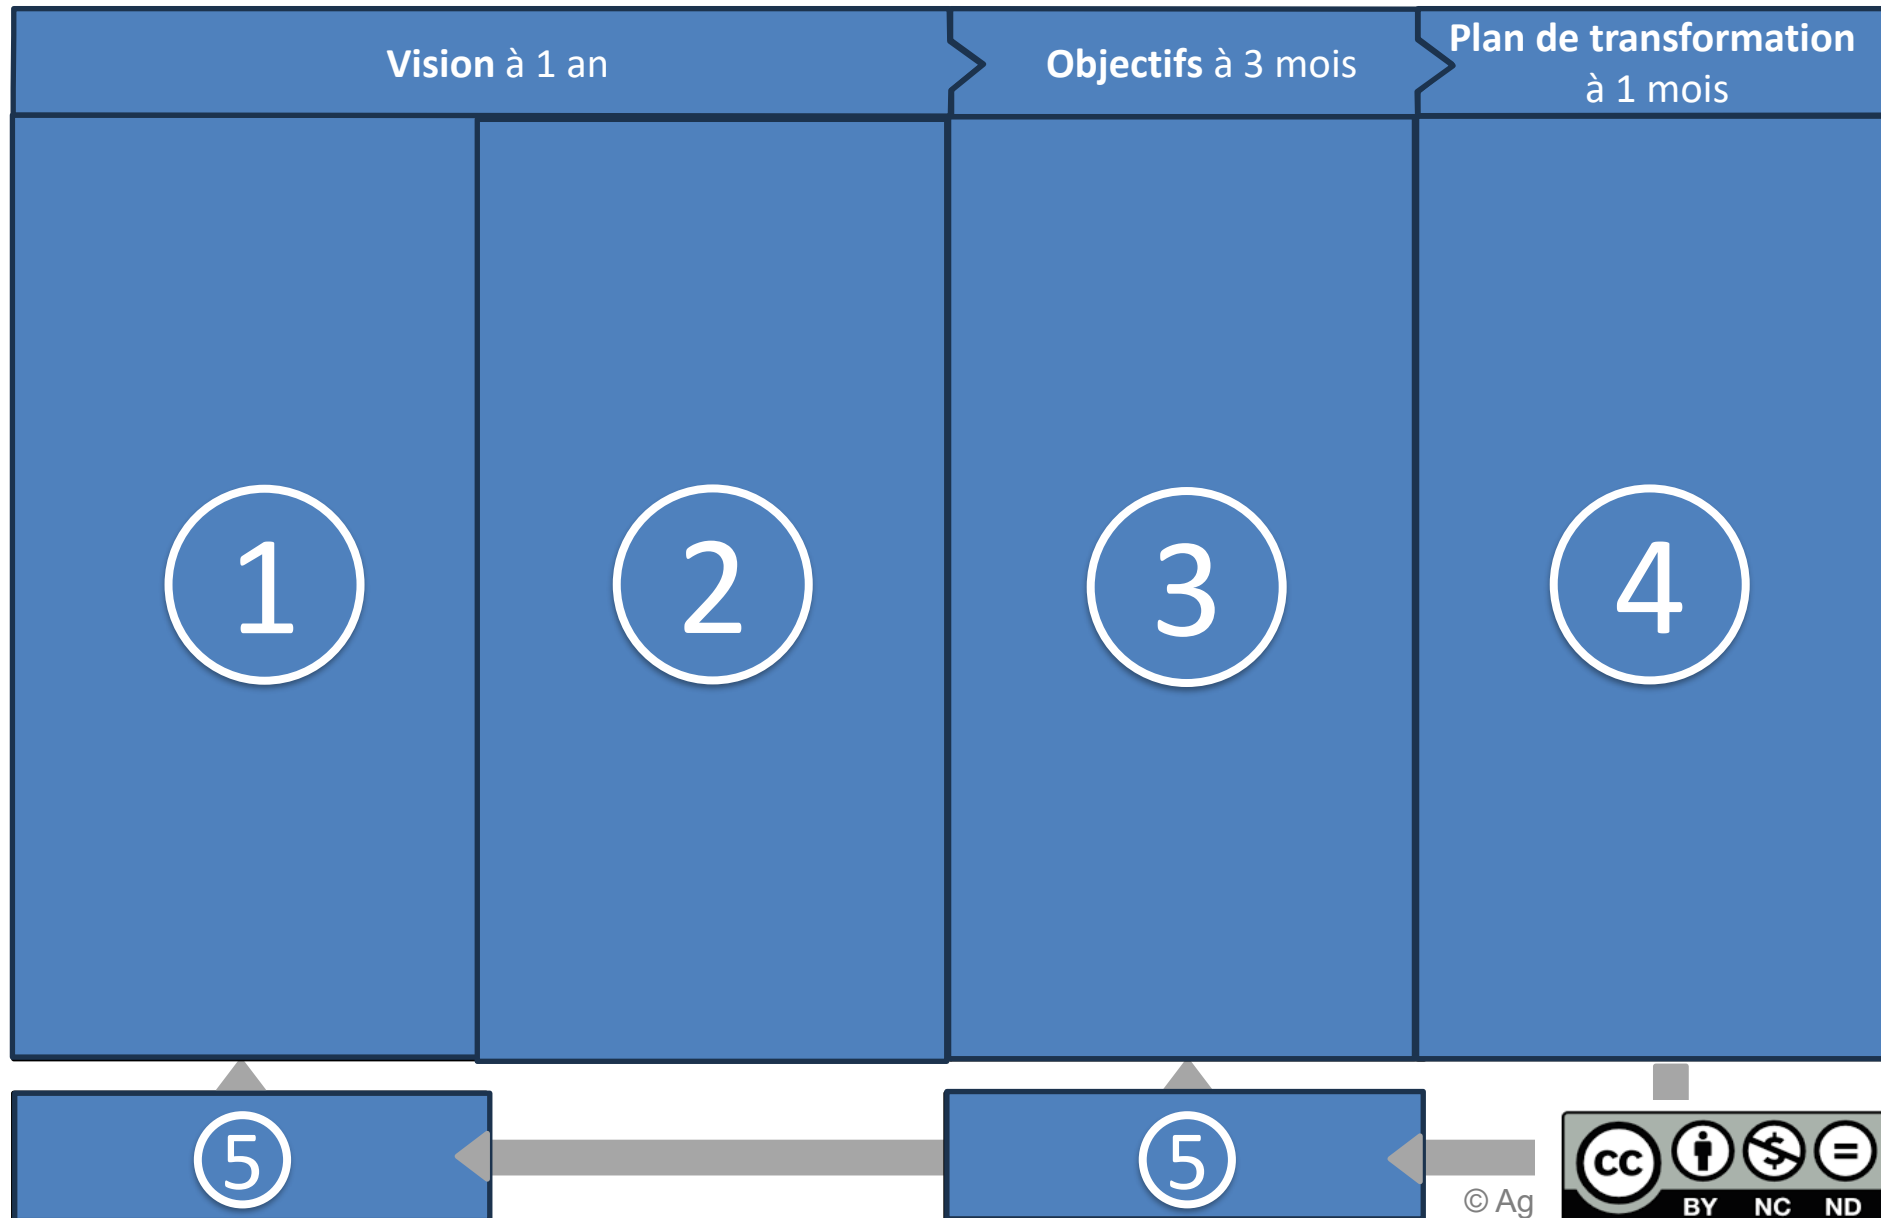 Vision à 1 an
Objectifs à 3 mois
Plan de transformation
à 1 mois
1
2
3
4
5
5
© Ag
cc
BY NC ND